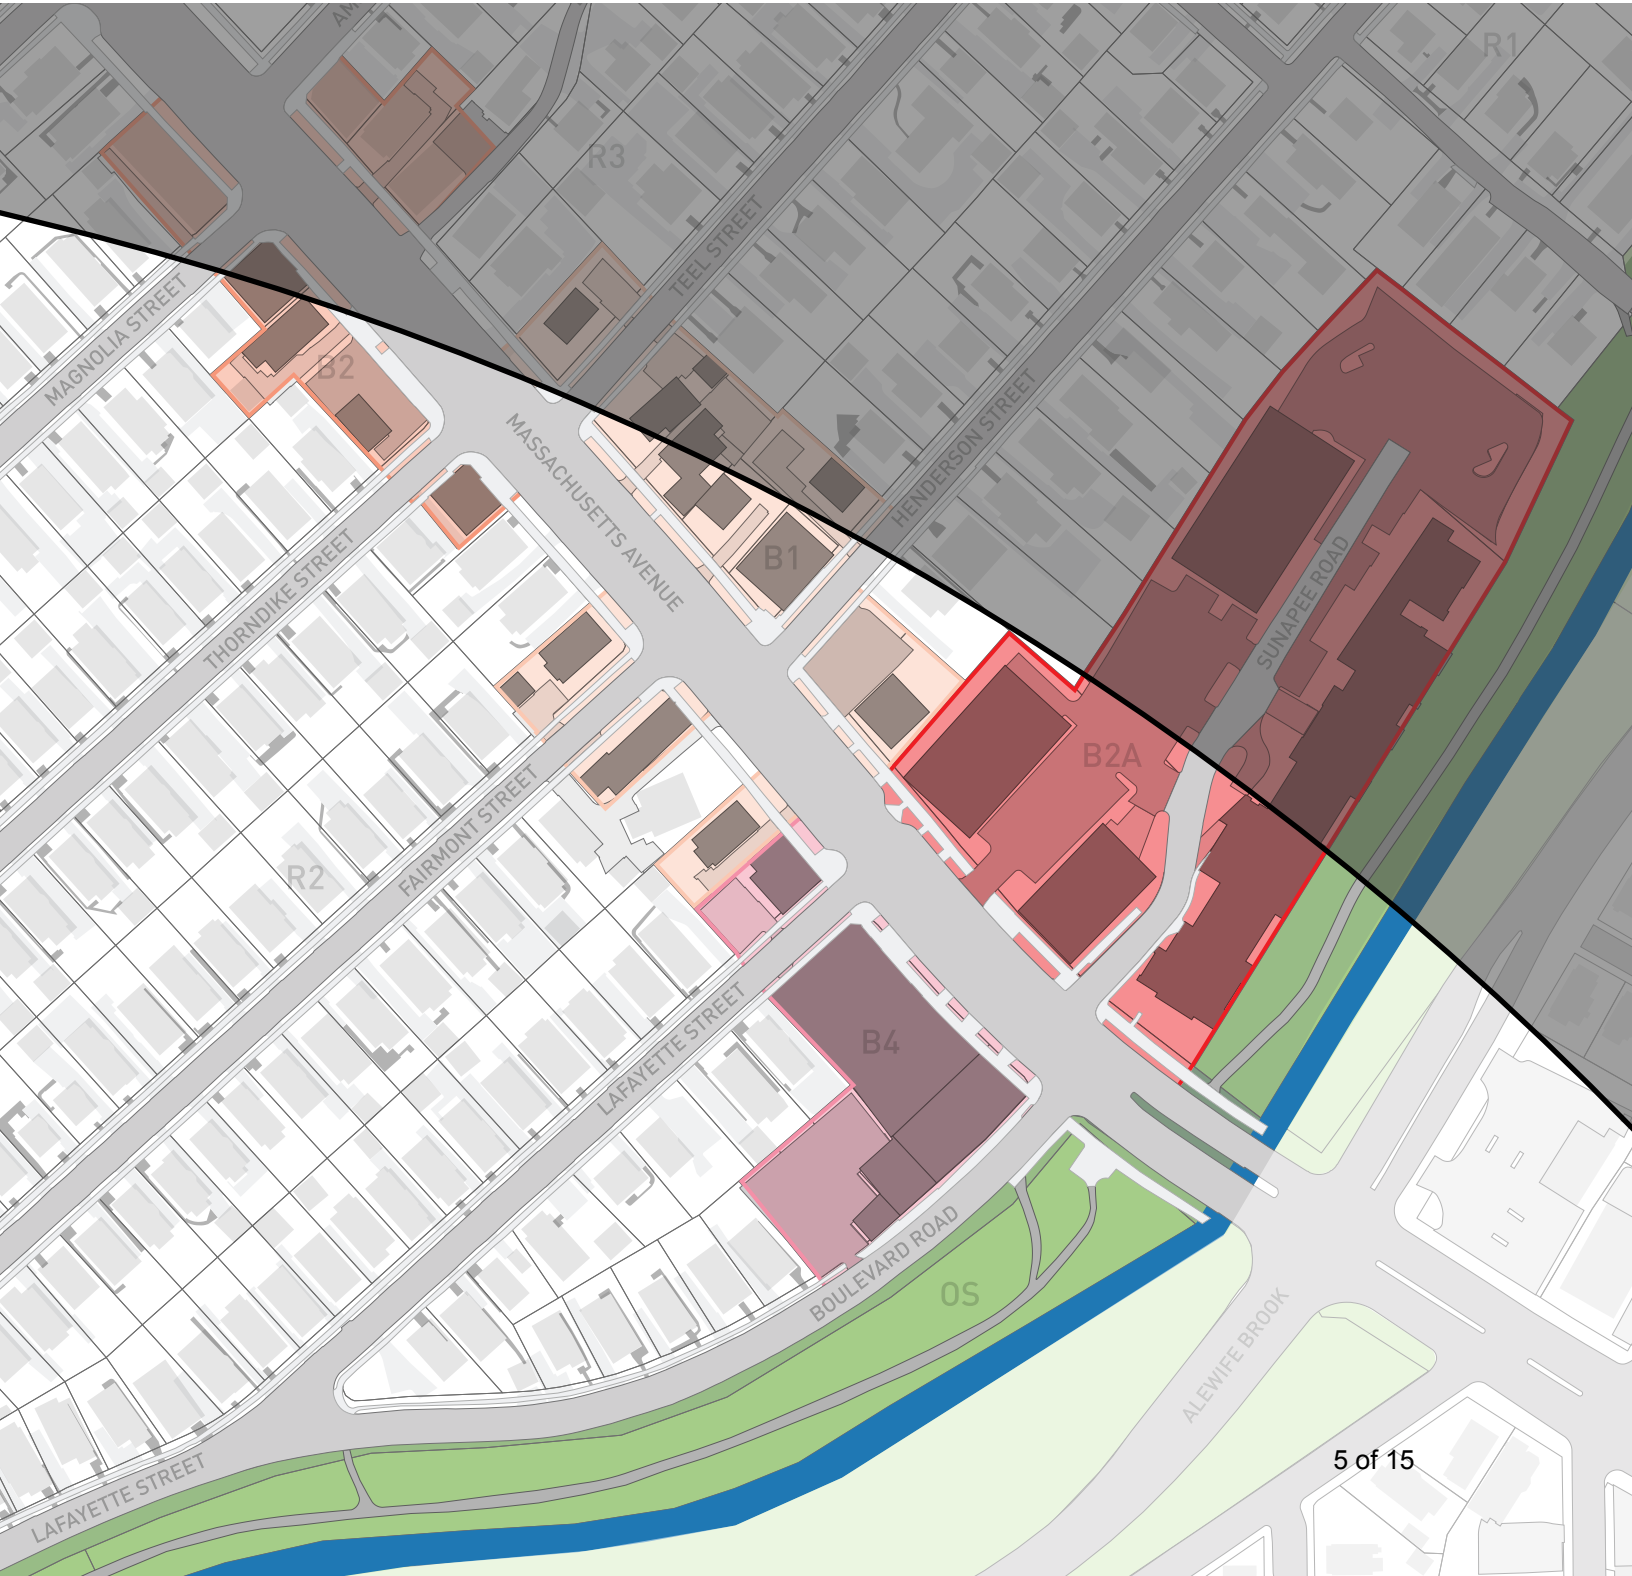 AM
R1
R3
TEEL STREET
MAGNOLIA STREET
B2
HENDERSON STREET
MASSACHUSETTS AVENUE
B1
THORNDIKE STREET
SUNAPEE ROAD
B2A
FAIRMONT STREET
R2
B4
LAFAYETTE STREET
BOULEVARD ROAD
OS
ALEWIFE BROOK
5 of 15
LAFAYETTE STREET